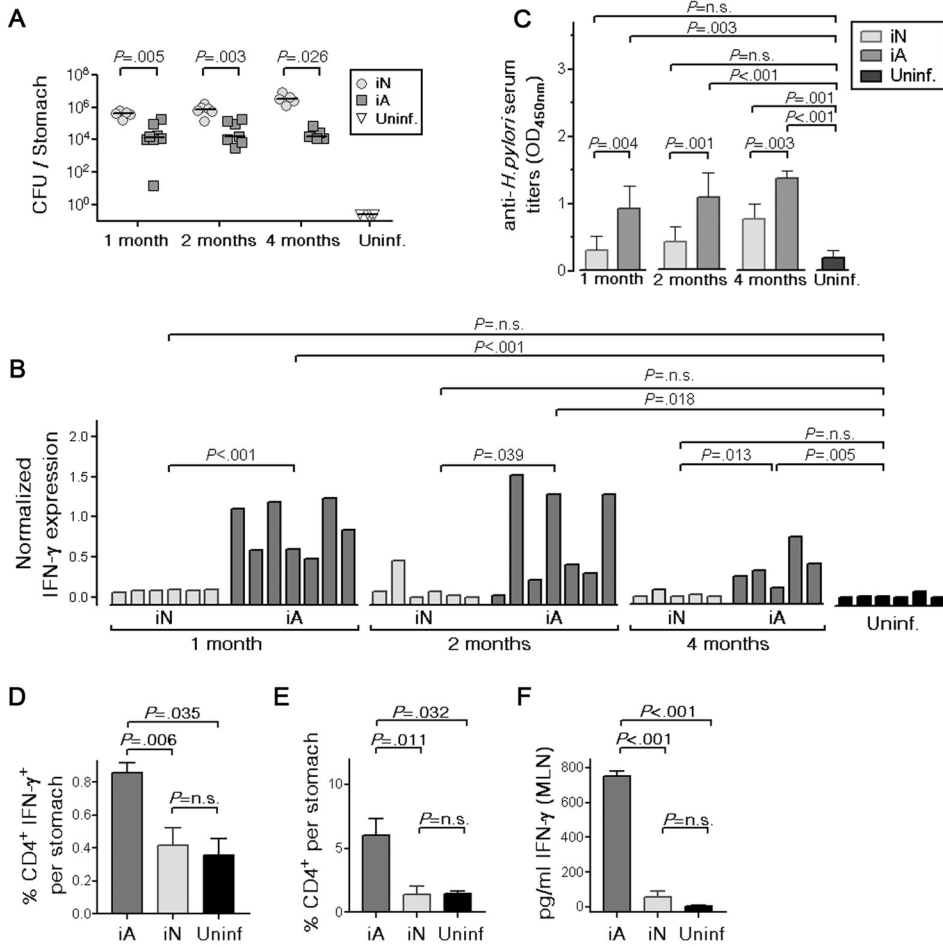 A
P=.005 P=.003 P=.026
CFU / Stomach
10⁸
10⁶
10⁴
10²
10⁰
1 month 2 months 4 months Uninf.
iN
iA
Uninf.
C
P=n.s.
P=.003
P=n.s.
P<.001
P=.001
P<.001
P=.004 P=.001 P=.003
anti-H.pylori serum
titers (OD450nm)
3
2
1
0
1 month 2 months 4 months Uninf.
iN
iA
Uninf.
B
P=.n.s.
P<.001
P=.n.s.
P=.018
P=.n.s.
P<.001 P=.039 P=.013 P=.005
Normalized
IFN-γ expression
2.0
1.5
1.0
0.5
0.0
iN iA iN iA iN iA Uninf.
1 month 2 months 4 months
D
P=.035
P=.006
P=n.s.
% CD4⁺ IFN-γ⁺
per stomach
0.8
0.6
0.4
0.2
0.0
iA iN Uninf
E
P=.032
P=.011
P=n.s.
% CD4⁺ per stomach
10
5
0
iA iN Uninf
F
P<.001
P<.001
P=n.s.
pg/ml IFN-γ (MLN)
800
600
400
200
0
iA iN Uninf